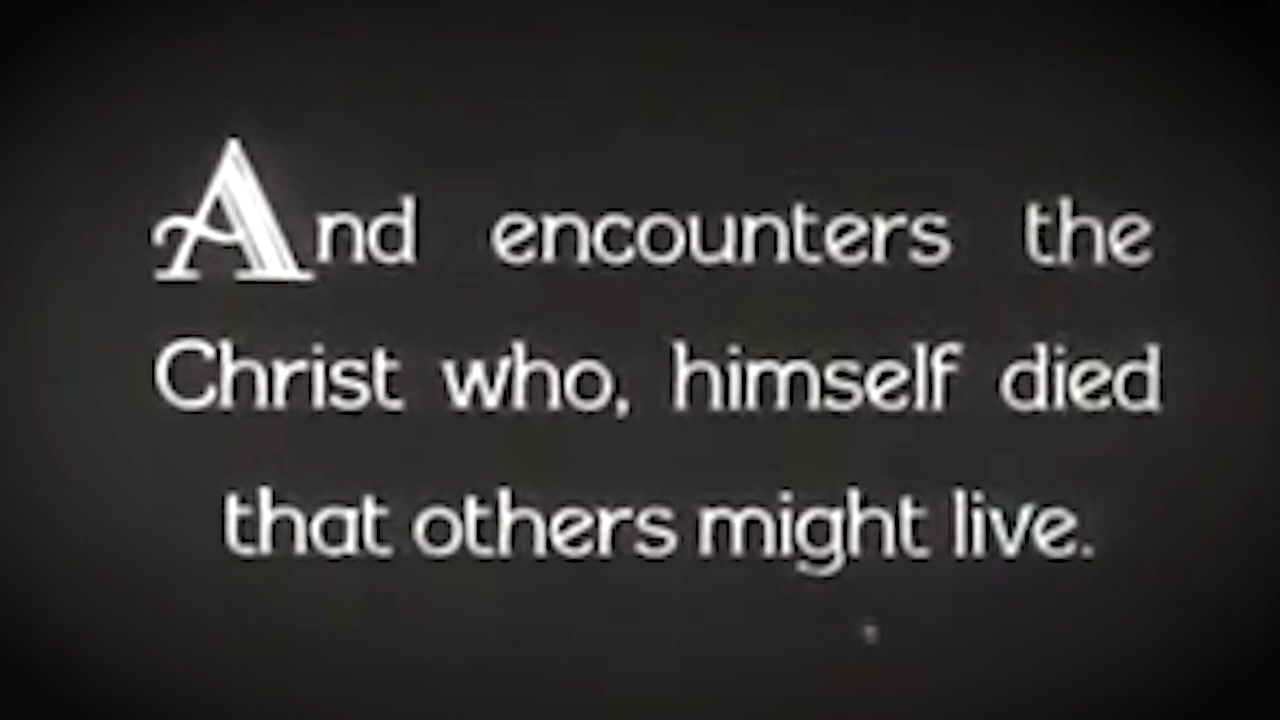 And encounters the
Christ who, himself died
that others might live.